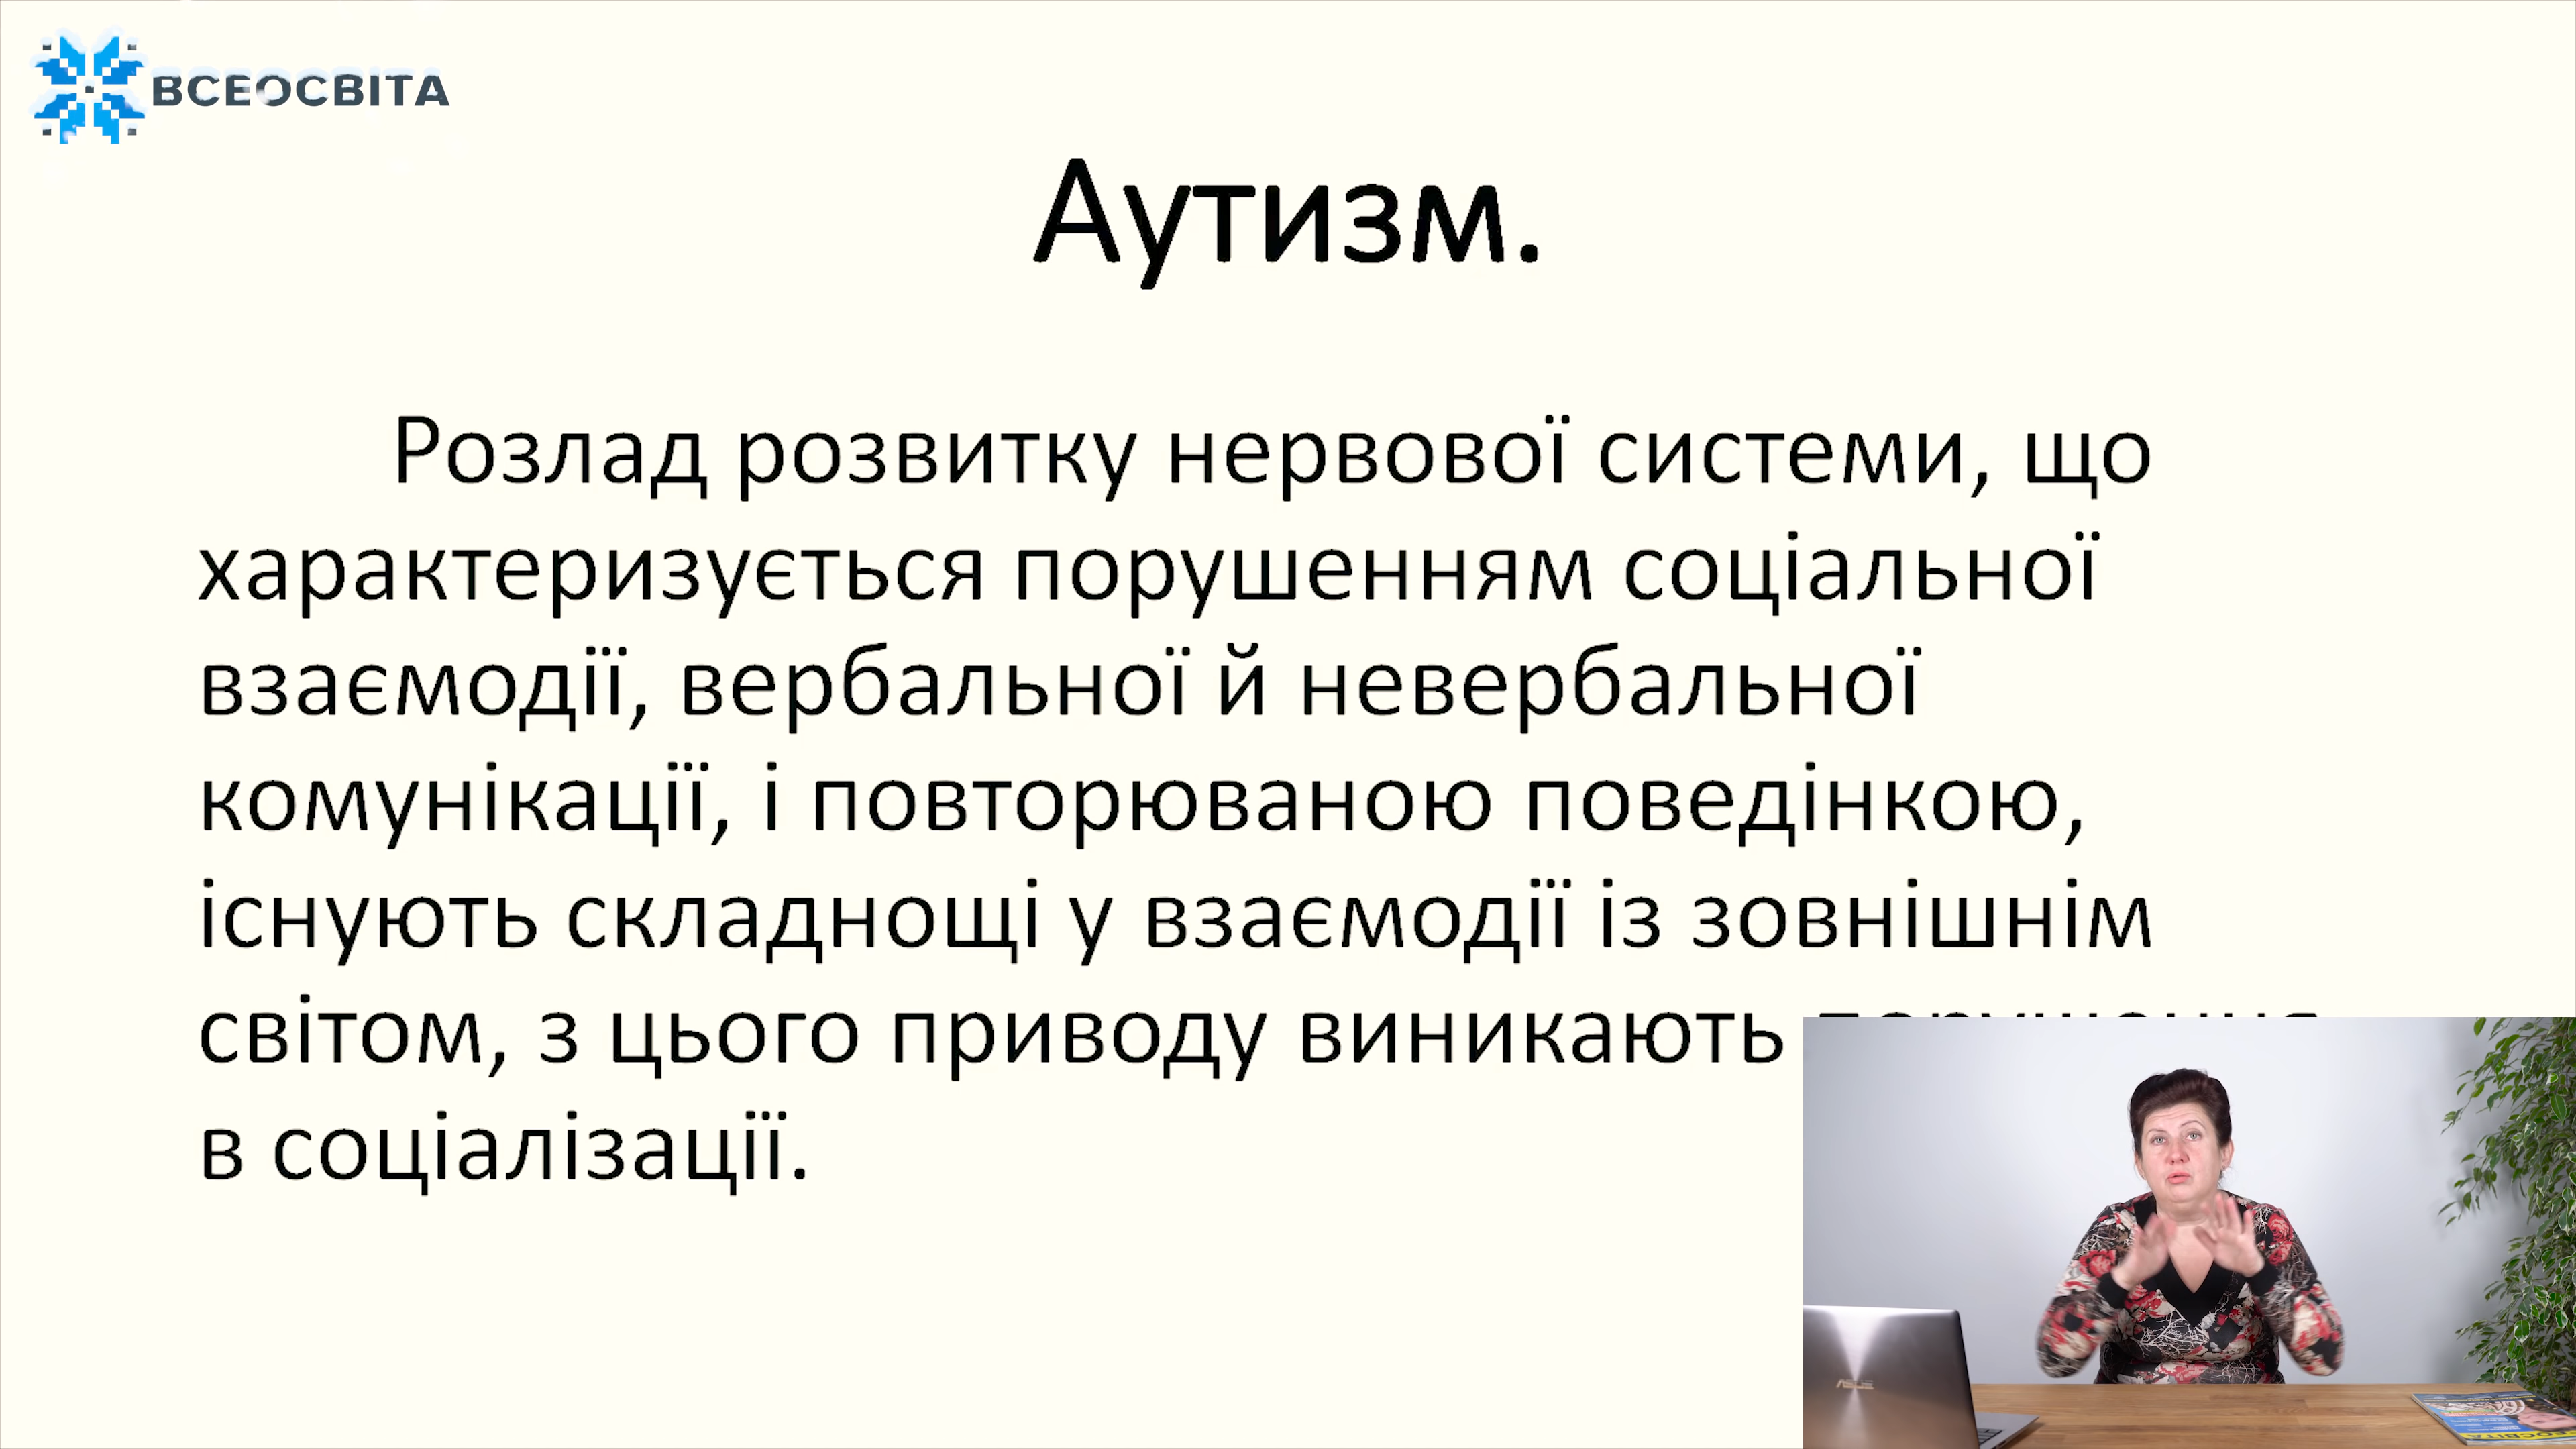 ВСЕОСВІТА
Аутизм.
Розлад розвитку нервової системи, що
характеризується порушенням соціальної
взаємодії, вербальної й невербальної
комунікації, і повторюваною поведінкою,
існують складнощі у взаємодії із зовнішнім
світом, з цього приводу виникають
в соціалізації.
ASUS